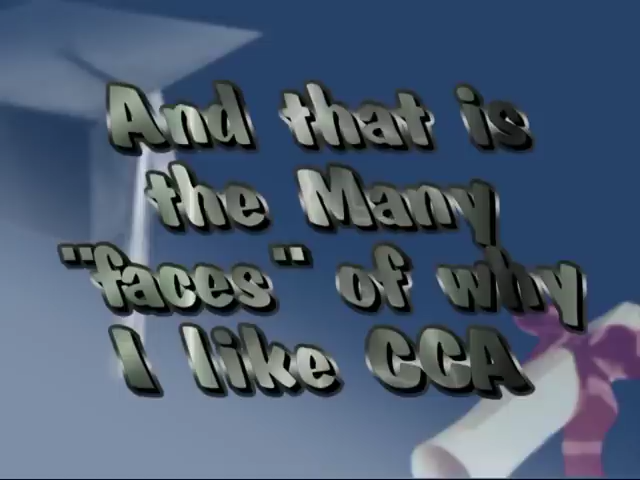 And that is
the Many
"faces" of why
I like CCA